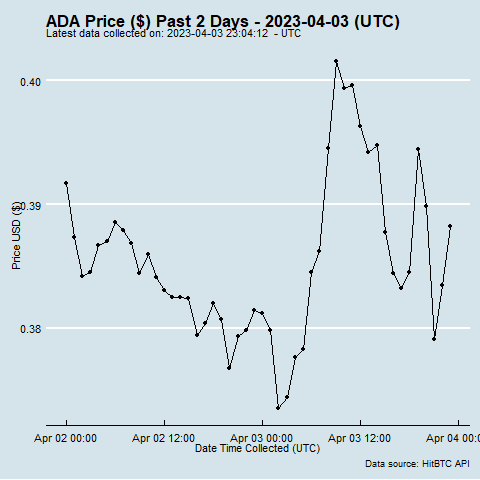 ADA Price ($) Past 2 Days - 2023-04-03 (UTC)
Latest data collected on: 2023-04-03 23:04:12 - UTC
0.40
0.39
0.38
Price USD ($)
Apr 02 00:00
Apr 02 12:00
Apr 03 00:00
Apr 03 12:00
Apr 04 00:
Date Time Collected (UTC)
Data source: HitBTC API